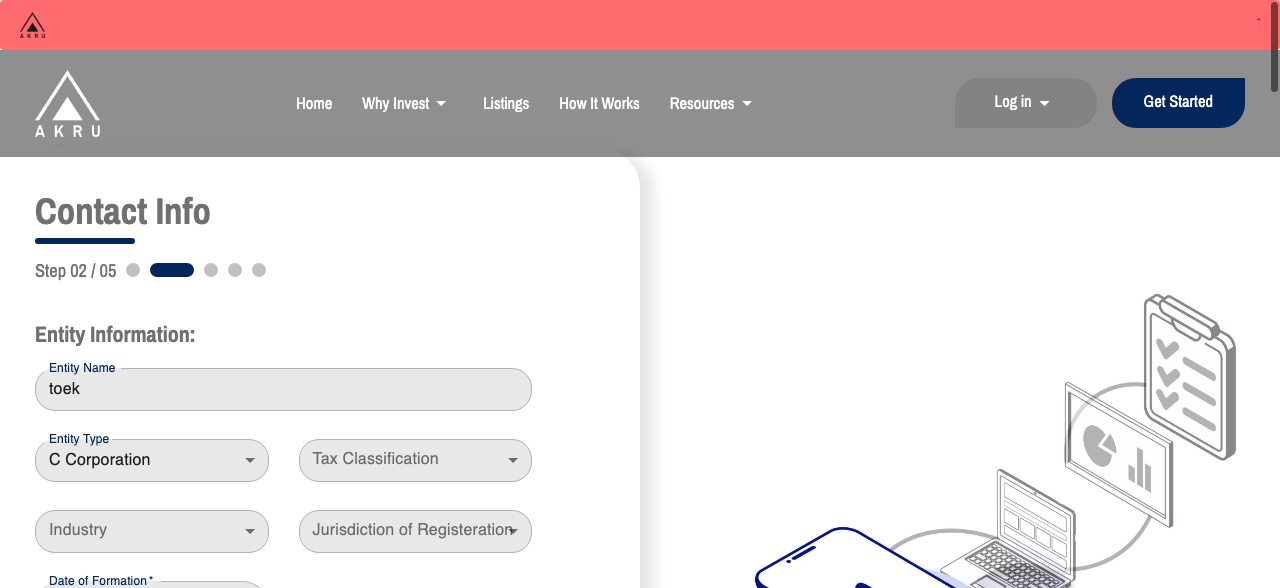 AKRU
AKRU
Home
Why Invest
Listings
How It Works
Resources
Log in
Get Started
Contact Info
Step 02 / 05
Entity Information:
Entity Name
toek
Entity Type
C Corporation
Tax Classification
Industry
Jurisdiction of Registeration
Date of Formation*